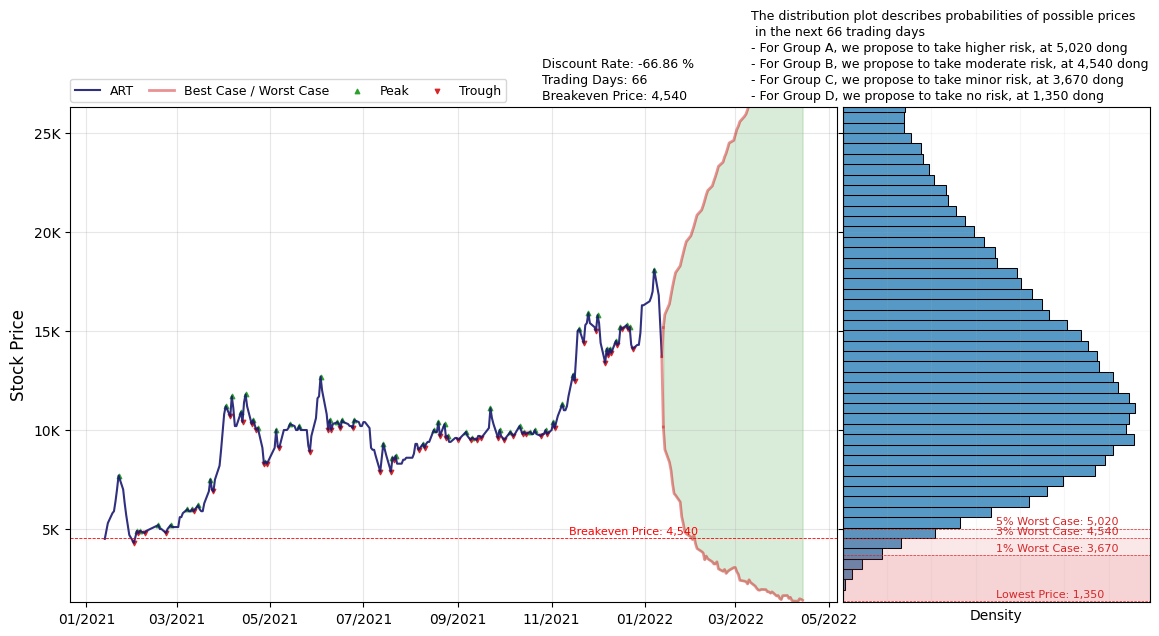 The distribution plot describes probabilities of possible prices
in the next 66 trading days
- For Group A, we propose to take higher risk, at 5,020 dong
- For Group B, we propose to take moderate risk, at 4,540 dong
- For Group C, we propose to take minor risk, at 3,670 dong
- For Group D, we propose to take no risk, at 1,350 dong
Discount Rate: -66.86 %
Trading Days: 66
Breakeven Price: 4,540
ART
Best Case / Worst Case
Peak
Trough
Stock Price
25K
20K
15K
10K
5K
Breakeven Price: 4,540
01/2021
03/2021
05/2021
07/2021
09/2021
11/2021
01/2022
03/2022
05/2022
5% Worst Case: 5,020
3% Worst Case: 4,540
1% Worst Case: 3,670
Lowest Price: 1,350
Density